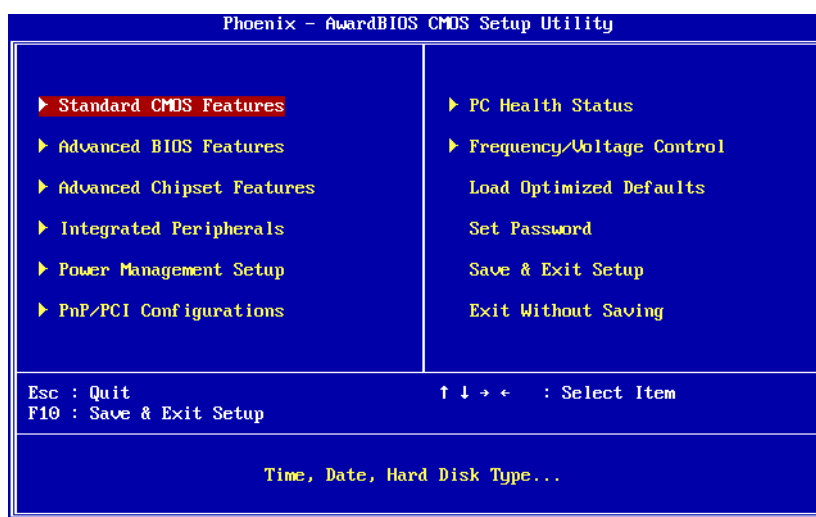 Phoenix - AwardBIOS CMOS Setup Utility
Standard CMOS Features
Advanced BIOS Features
Advanced Chipset Features
Integrated Peripherals
Power Management Setup
PnP/PCI Configurations
PC Health Status
Frequency/Voltage Control
Load Optimized Defaults
Set Password
Save & Exit Setup
Exit Without Saving
Esc : Quit
F10 : Save & Exit Setup
↑ ↓ → ← : Select Item
Time, Date, Hard Disk Type...